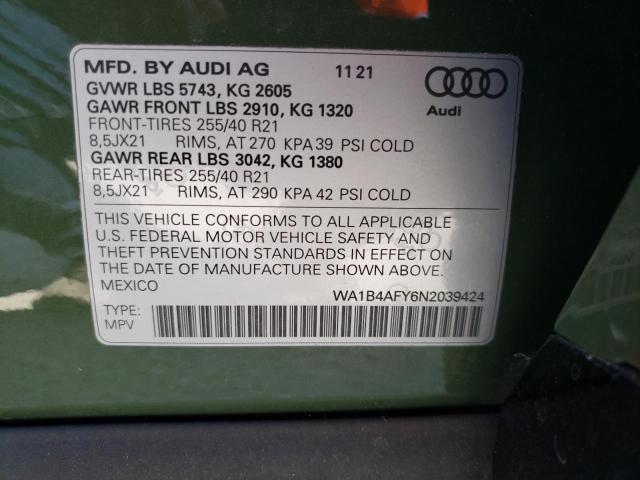 MFD. BY AUDI AG 11 21
GVWR LBS 5743, KG 2605
GAWR FRONT LBS 2910, KG 1320
FRONT-TIRES 255/40 R21
8,5JX21 RIMS, AT 270 KPA 39 PSI COLD
GAWR REAR LBS 3042, KG 1380
REAR-TIRES 255/40 R21
8,5JX21 RIMS, AT 290 KPA 42 PSI COLD
Audi
THIS VEHICLE CONFORMS TO ALL APPLICABLE
U.S. FEDERAL MOTOR VEHICLE SAFETY AND
THEFT PREVENTION STANDARDS IN EFFECT ON
THE DATE OF MANUFACTURE SHOWN ABOVE.
MEXICO WA1B4AFY6N2039424
TYPE:
MPV